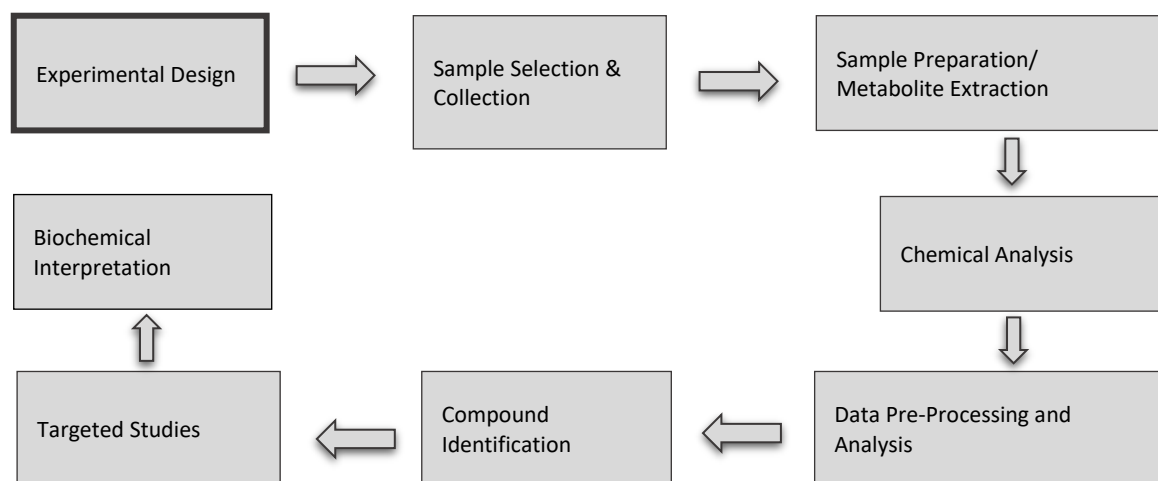 Experimental Design
Sample Selection &
Collection
Sample Preparation/
Metabolite Extraction
Chemical Analysis
Data Pre-Processing and
Analysis
Compound
Identification
Targeted Studies
Biochemical
Interpretation